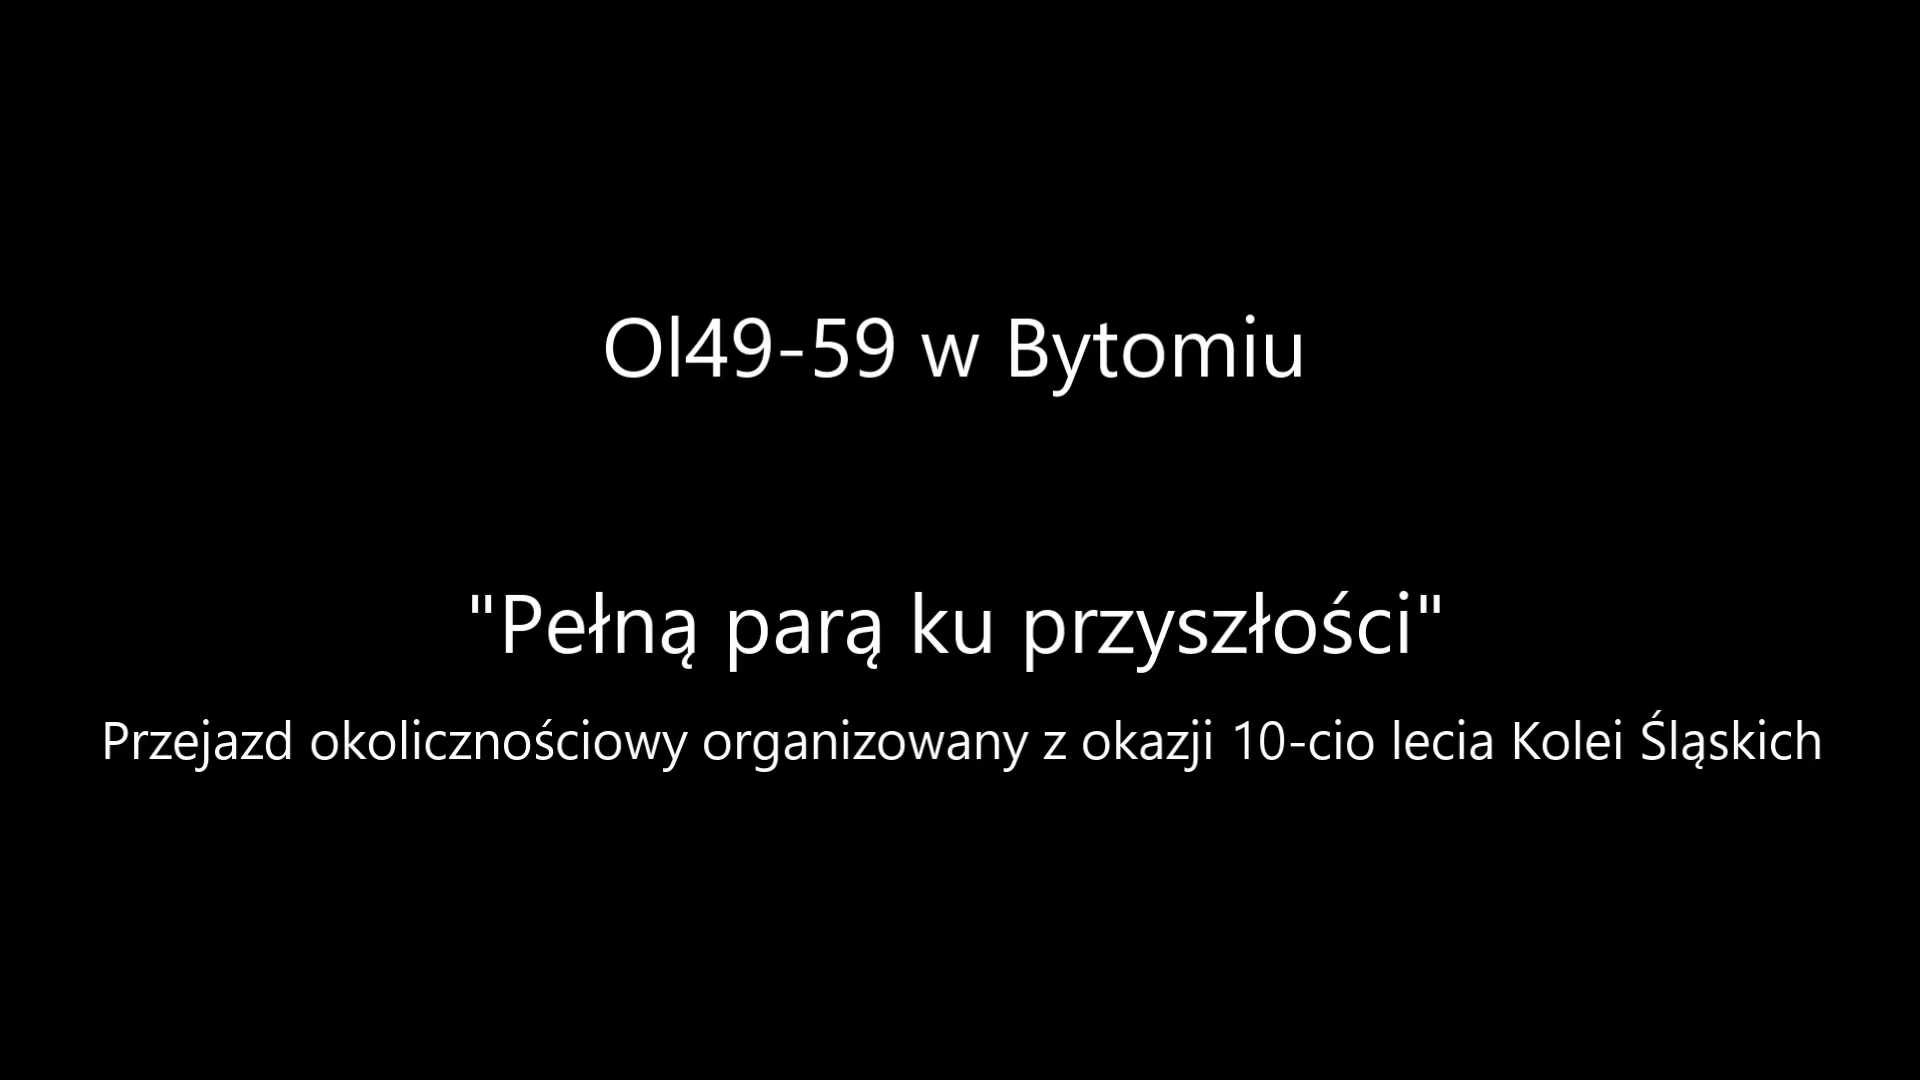 Ol49-59 w Bytomiu
"Pełną parą ku przyszłości"
Przejazd okolicznościowy organizowany z okazji 10-cio lecia Kolei Śląskich